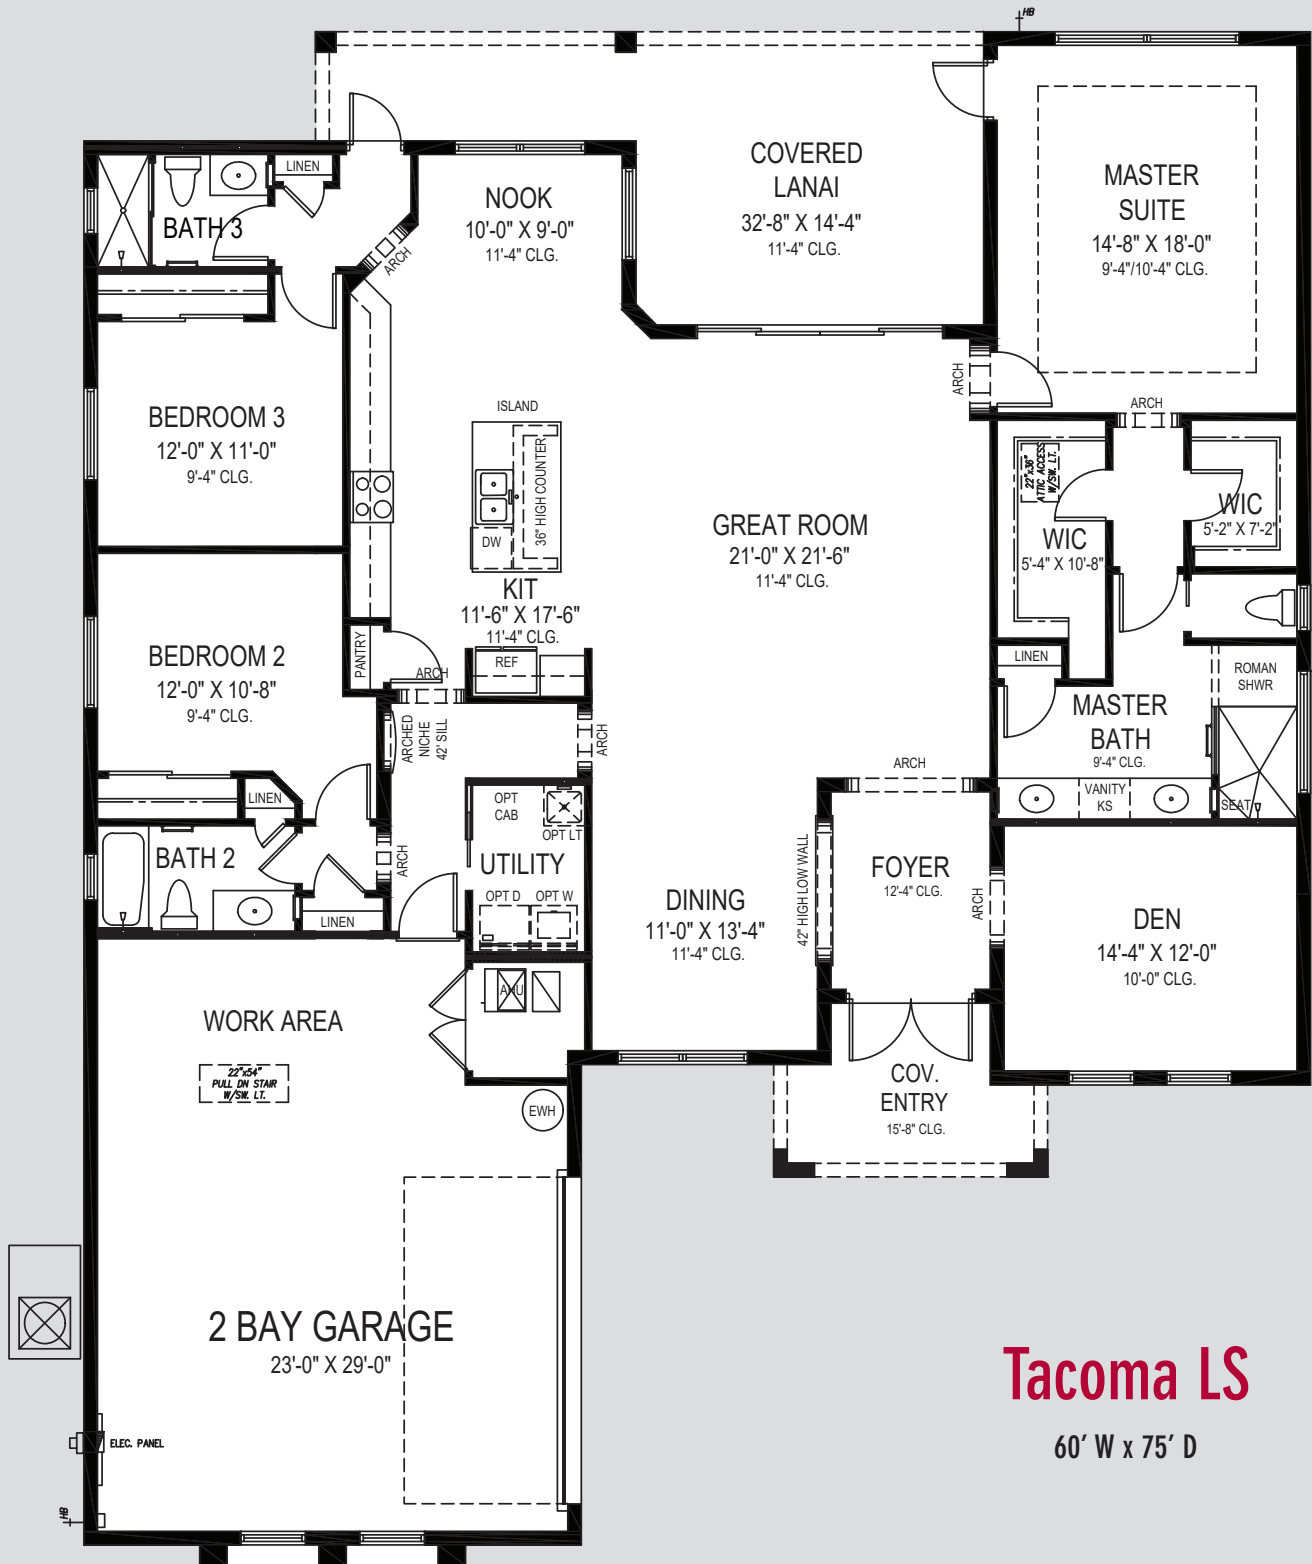 HB
COVERED
LANAI
32'-8" X 14'-4"
11'-4" CLG.
MASTER
SUITE
14'-8" X 18'-0"
9'-4"/10'-4" CLG.
LINEN
BATH 3
NOOK
10'-0" X 9'-0"
11'-4" CLG.
ARCH
BEDROOM 3
12'-0" X 11'-0"
9'-4" CLG.
ISLAND
36" HIGH COUNTER
DW
KIT
11'-6" X 17'-6"
11'-4" CLG.
REF
PANTRY
ARCH
GREAT ROOM
21'-0" X 21'-6"
11'-4" CLG.
ARCH
ARCH
22"x36"
ATTIC ACCESS
W/SW. LT.
WIC
5'-4" X 10'-8"
WIC
5'-2" X 7'-2"
LINEN
ROMAN
SHWR
MASTER
BATH
9'-4" CLG.
VANITY
KS
SEAT
BEDROOM 2
12'-0" X 10'-8"
9'-4" CLG.
ARCHED
NICHE
42' SILL
ARCH
LINEN
BATH 2
LINEN
ARCH
OPT
CAB
OPT LT
UTILITY
OPT D
OPT W
ARCH
FOYER
12'-4" CLG.
42" HIGH LOW WALL
ARCH
DINING
11'-0" X 13'-4"
11'-4" CLG.
DEN
14'-4" X 12'-0"
10'-0" CLG.
AHU
WORK AREA
22"x54"
PULL DN STAIR
W/SW. LT.
EWH
COV.
ENTRY
15'-8" CLG.
2 BAY GARAGE
23'-0" X 29'-0"
ELEC. PANEL
HB
Tacoma LS
60' W x 75' D